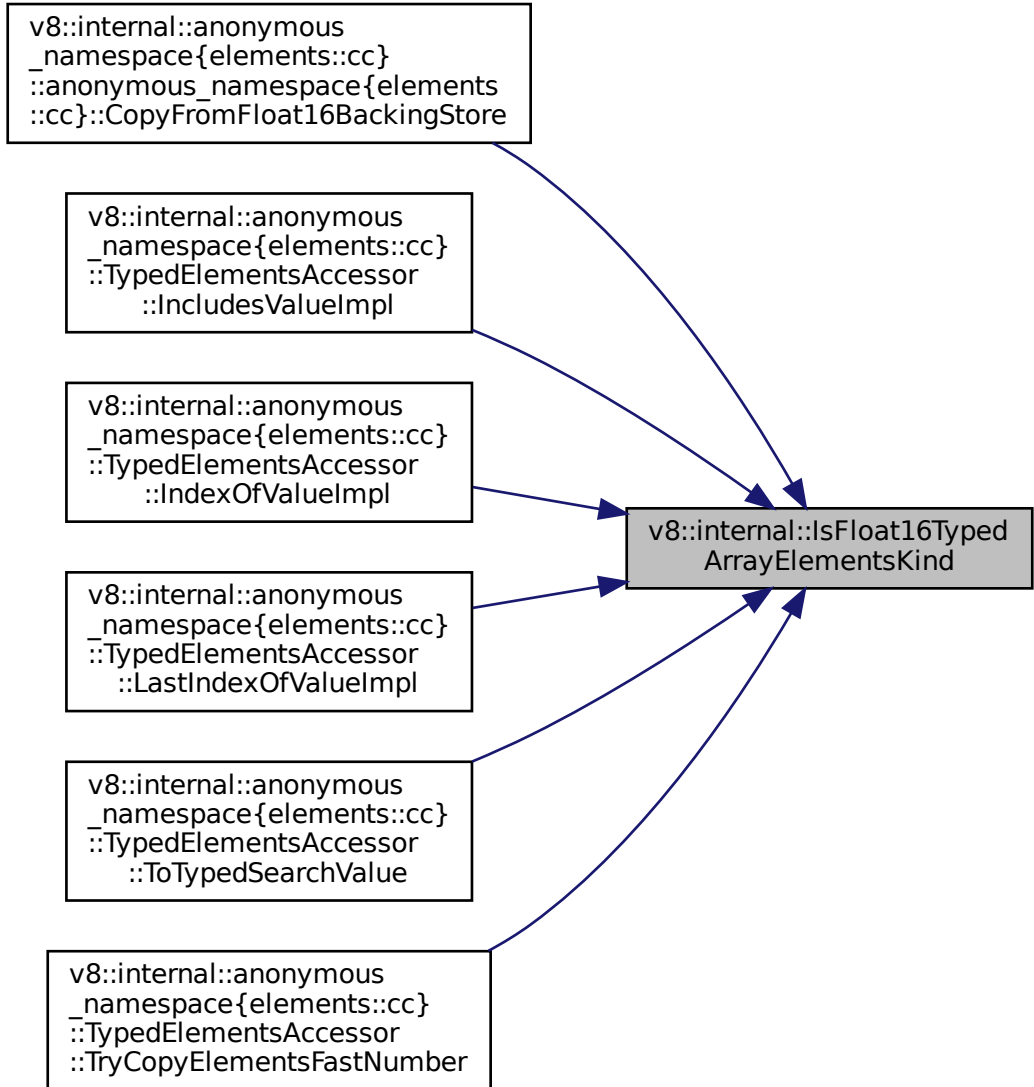 v8::internal::anonymous
_namespace{elements::cc}
::anonymous_namespace{elements
::cc}::CopyFromFloat16BackingStore
v8::internal::anonymous
_namespace{elements::cc}
::TypedElementsAccessor
::IncludesValueImpl
v8::internal::anonymous
_namespace{elements::cc}
::TypedElementsAccessor
::IndexOfValueImpl
v8::internal::IsFloat16Typed
ArrayElementsKind
v8::internal::anonymous
_namespace{elements::cc}
::TypedElementsAccessor
::LastIndexOfValueImpl
v8::internal::anonymous
_namespace{elements::cc}
::TypedElementsAccessor
::ToTypedSearchValue
v8::internal::anonymous
_namespace{elements::cc}
::TypedElementsAccessor
::TryCopyElementsFastNumber